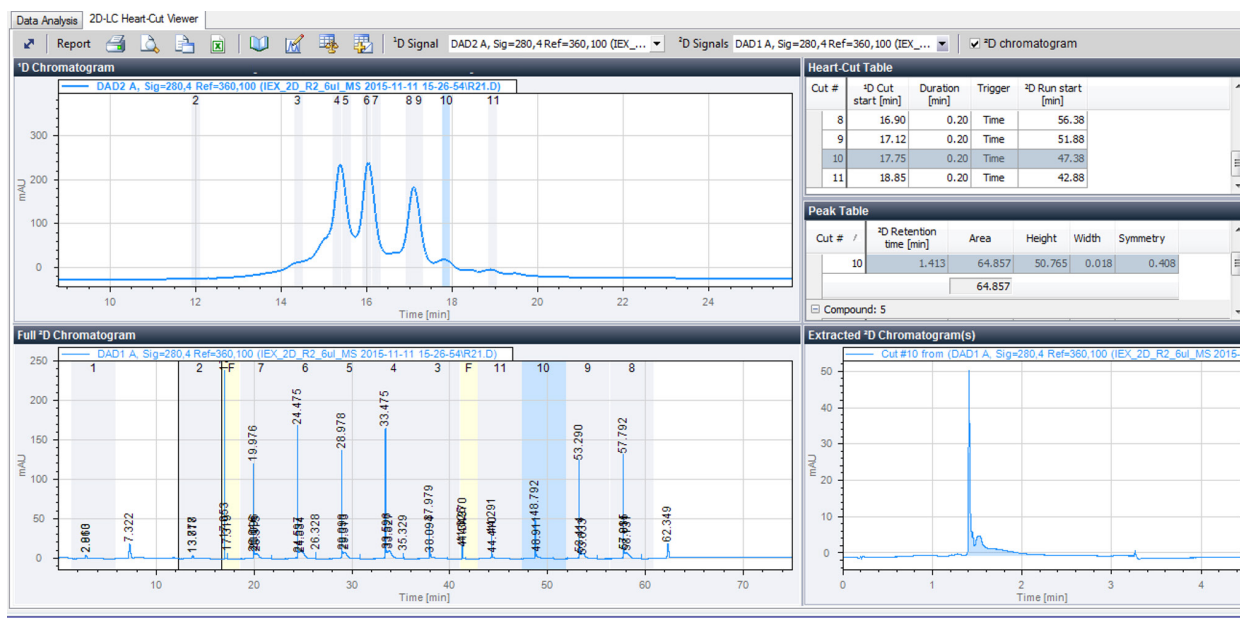 Data Analysis 2D-LC Heart-Cut Viewer
Report ¹D Signal DAD2 A, Sig=280,4 Ref=360,100 (IEX_... ²D Signals DAD1 A, Sig=280,4 Ref=360,100 (IEX_... ²D chromatogram
¹D Chromatogram
DAD2 A, Sig=280,4 Ref=360,100 (IEX_2D_R2_6ul_MS 2015-11-11 15-26-54\R21.D)
2 3 4 5 6 7 8 9 10 11
300
200
100
0
mAU
10 12 14 16 18 20 22 24
Time [min]
Heart-Cut Table
Cut # ¹D Cut start [min] Duration [min] Trigger ²D Run start [min]
8 16.90 0.20 Time 56.38
9 17.12 0.20 Time 51.88
10 17.75 0.20 Time 47.38
11 18.85 0.20 Time 42.88
Peak Table
Cut # / ²D Retention time [min] Area Height Width Symmetry
10 1.413 64.857 50.765 0.018 0.408
64.857
Compound: 5
Full ²D Chromatogram
DAD1 A, Sig=280,4 Ref=360,100 (IEX_2D_R2_6ul_MS 2015-11-11 15-26-54\R21.D)
1 2 F 7 6 5 4 3 F 11 10 9 8
250
200
150
100
50
0
mAU
7.322
19.976
24.475
26.328
28.978
33.475
35.329
37.979
38.094
44.291
48.792
48.911
53.290
57.792
62.349
10 20 30 40 50 60 70
Time [min]
Extracted ²D Chromatogram(s)
Cut #10 from (DAD1 A, Sig=280,4 Ref=360,100 (IEX_2D_R2_6ul_MS 2015-
50
40
30
20
10
0
mAU
0 1 2 3 4
Time [min]